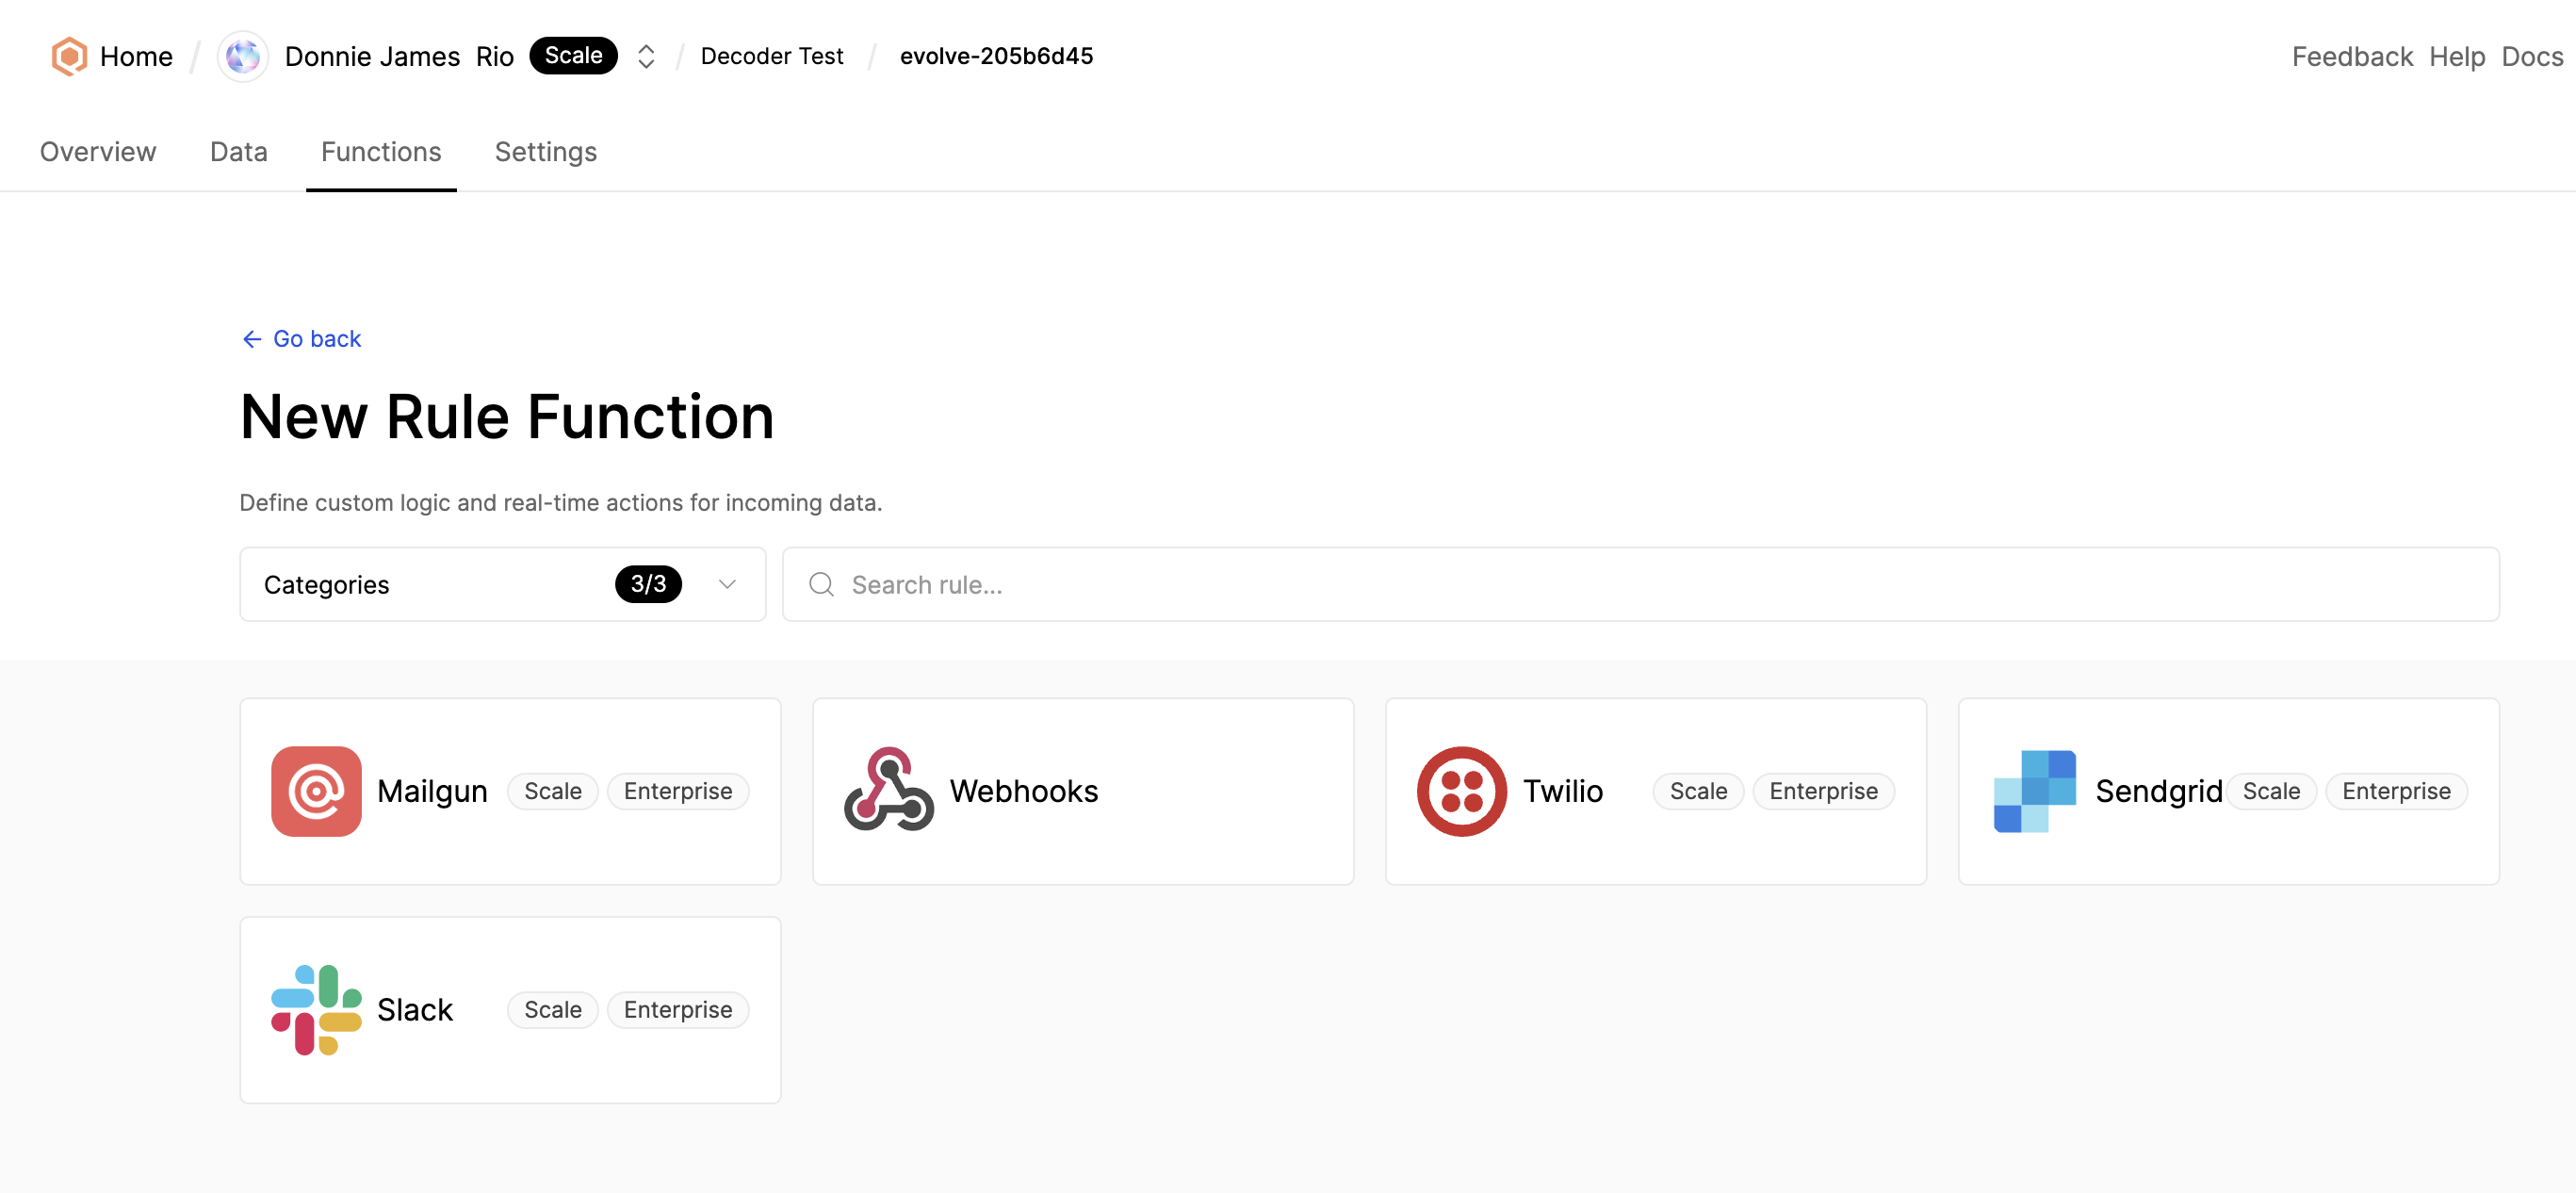 Home / Donnie James Rio Scale / Decoder Test / evolve-205b6d45
Feedback Help Docs
Overview Data Functions Settings
Go back
New Rule Function
Define custom logic and real-time actions for incoming data.
Categories 3/3
Search rule...
Mailgun Scale Enterprise
Webhooks
Twilio Scale Enterprise
Sendgrid Scale Enterprise
Slack Scale Enterprise